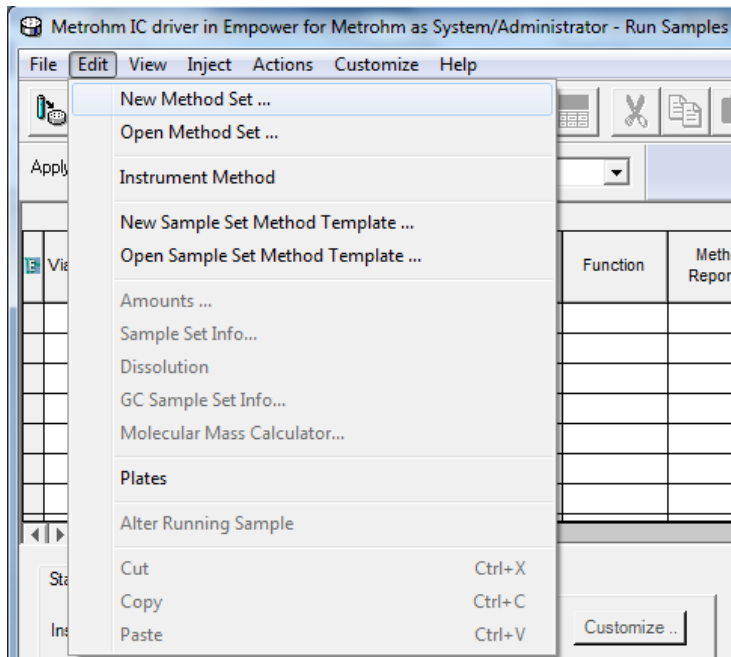 Metrohm IC driver in Empower for Metrohm as System/Administrator - Run Samples
File Edit View Inject Actions Customize Help
New Method Set ...
Open Method Set ...
Apply
Instrument Method
New Sample Set Method Template ...
Open Sample Set Method Template ...
Function
Amounts ...
Sample Set Info...
Dissolution
GC Sample Set Info...
Molecular Mass Calculator...
Plates
Alter Running Sample
Cut Ctrl+X
Copy Ctrl+C
Paste Ctrl+V
Customize ..